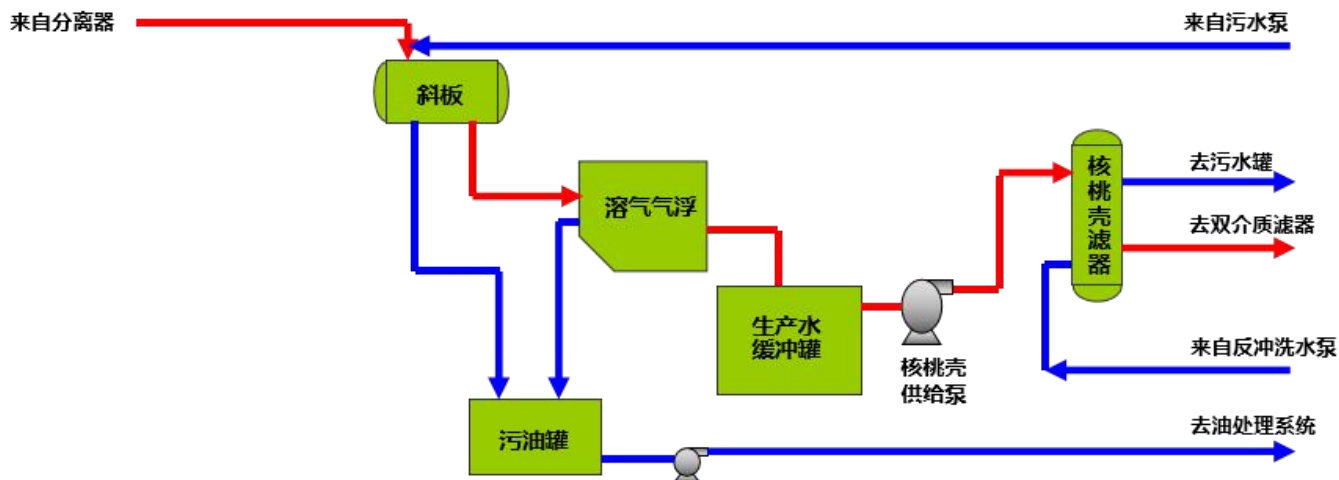 来自分离器
来自污水泵
斜板
溶气气浮
核桃壳滤器
去污水罐
去双介质滤器
生产水
缓冲罐
核桃壳
供给泵
来自反冲洗水泵
污油罐
去油处理系统